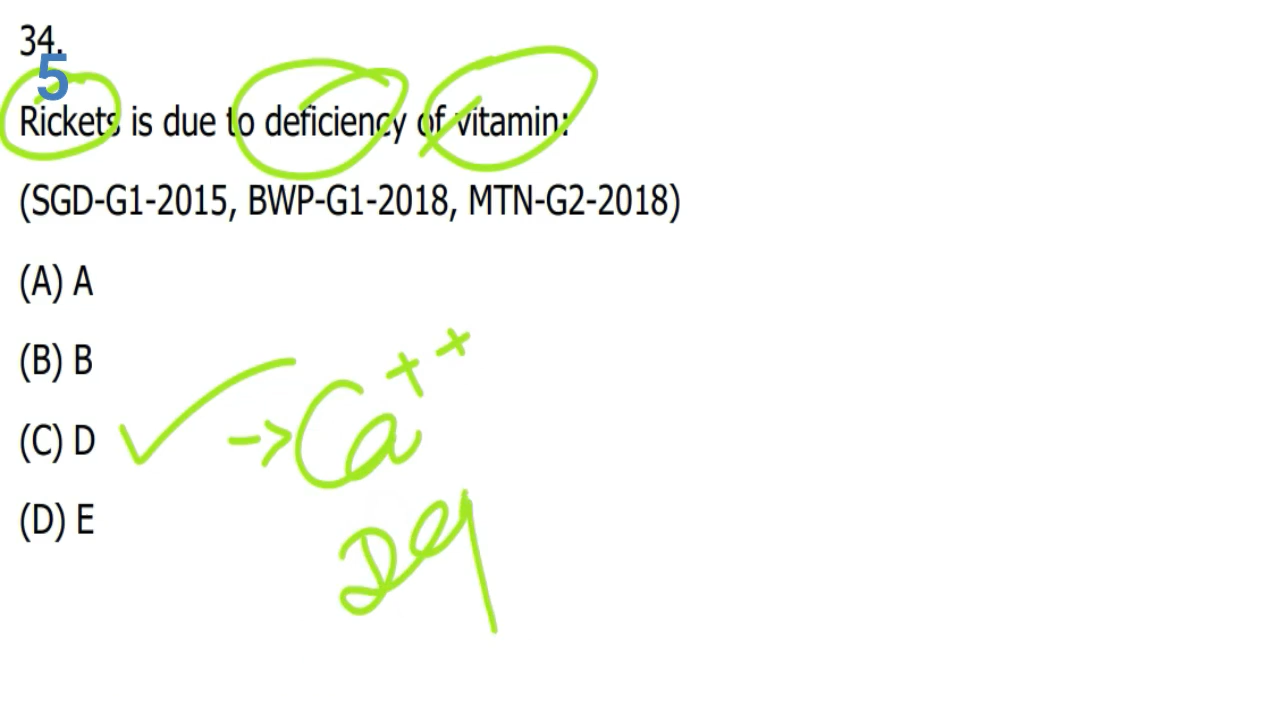 34.
5
Rickets is due to deficiency of vitamin:
(SGD-G1-2015, BWP-G1-2018, MTN-G2-2018)
(A) A
(B) B
(C) D → Ca++
(D) E